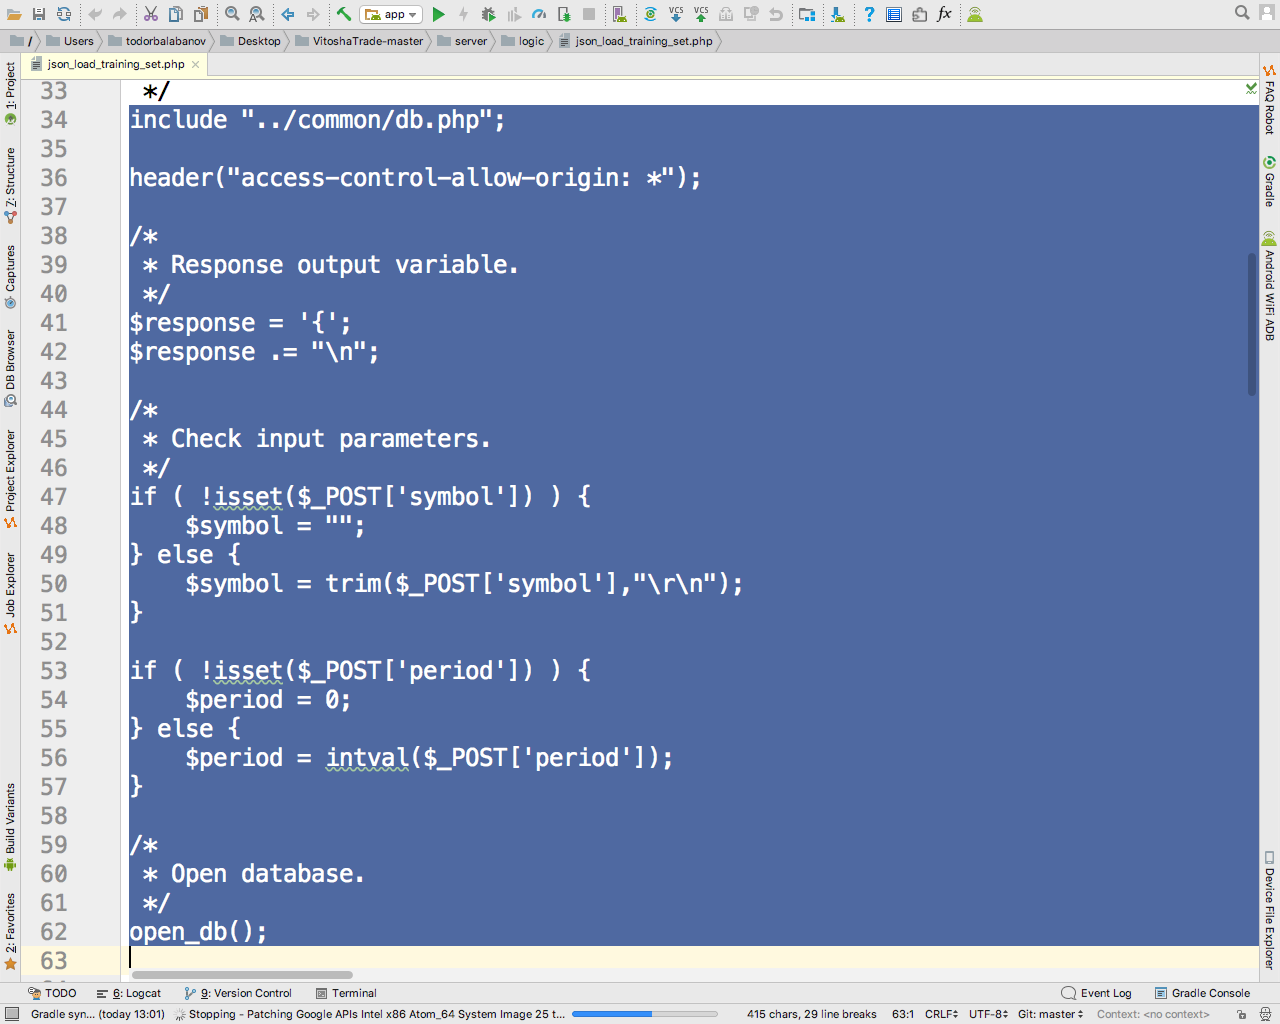 app
VCS
VCS
fx
/
Users
todorbalabanov
Desktop
VitoshaTrade-master
server
logic
json_load_training_set.php
json_load_training_set.php
1: Project
Z: Structure
Captures
DB Browser
Project Explorer
Job Explorer
Build Variants
2: Favorites
33 */
34 include "../common/db.php";
35
36 header("access-control-allow-origin: *");
37
38 /*
39 * Response output variable.
40 */
41 $response = '{';
42 $response .= "\n";
43
44 /*
45 * Check input parameters.
46 */
47 if ( !isset($_POST['symbol']) ) {
48 $symbol = "";
49 } else {
50 $symbol = trim($_POST['symbol'],"\r\n");
51 }
52
53 if ( !isset($_POST['period']) ) {
54 $period = 0;
55 } else {
56 $period = intval($_POST['period']);
57 }
58
59 /*
60 * Open database.
61 */
62 open_db();
63
FAQ Robot
Gradle
Android WiFi ADB
Device File Explorer
TODO
6: Logcat
9: Version Control
Terminal
Event Log
Gradle Console
Gradle syn... (today 13:01)
Stopping - Patching Google APIs Intel x86 Atom_64 System Image 25 t...
415 chars, 29 line breaks
63:1
CRLF
UTF-8
Git: master
Context: <no context>